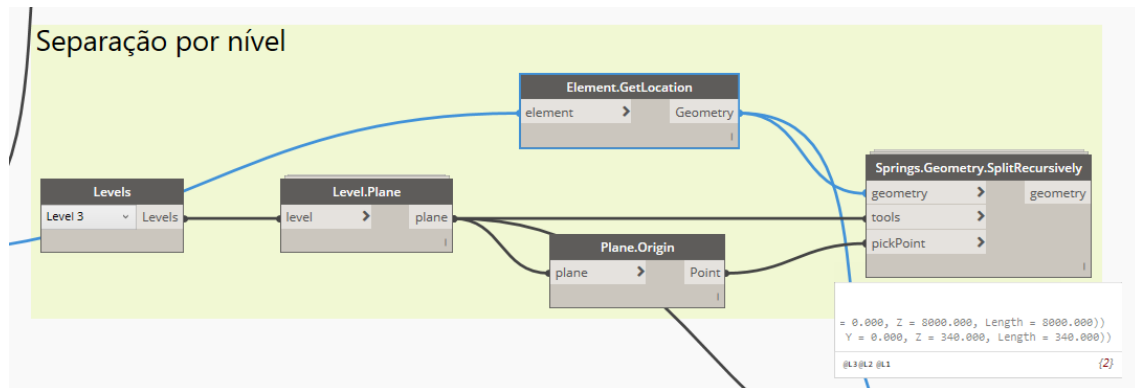 Separação por nível
Element.GetLocation
element > Geometry
Levels
Level 3 Levels
Level.Plane
level > plane
Springs.Geometry.SplitRecursively
geometry > geometry
tools >
pickPoint >
Plane.Origin
plane > Point
= 0.000, Z = 8000.000, Length = 8000.000))
Y = 0.000, Z = 340.000, Length = 340.000))
@L3@L2 @L1 {2}